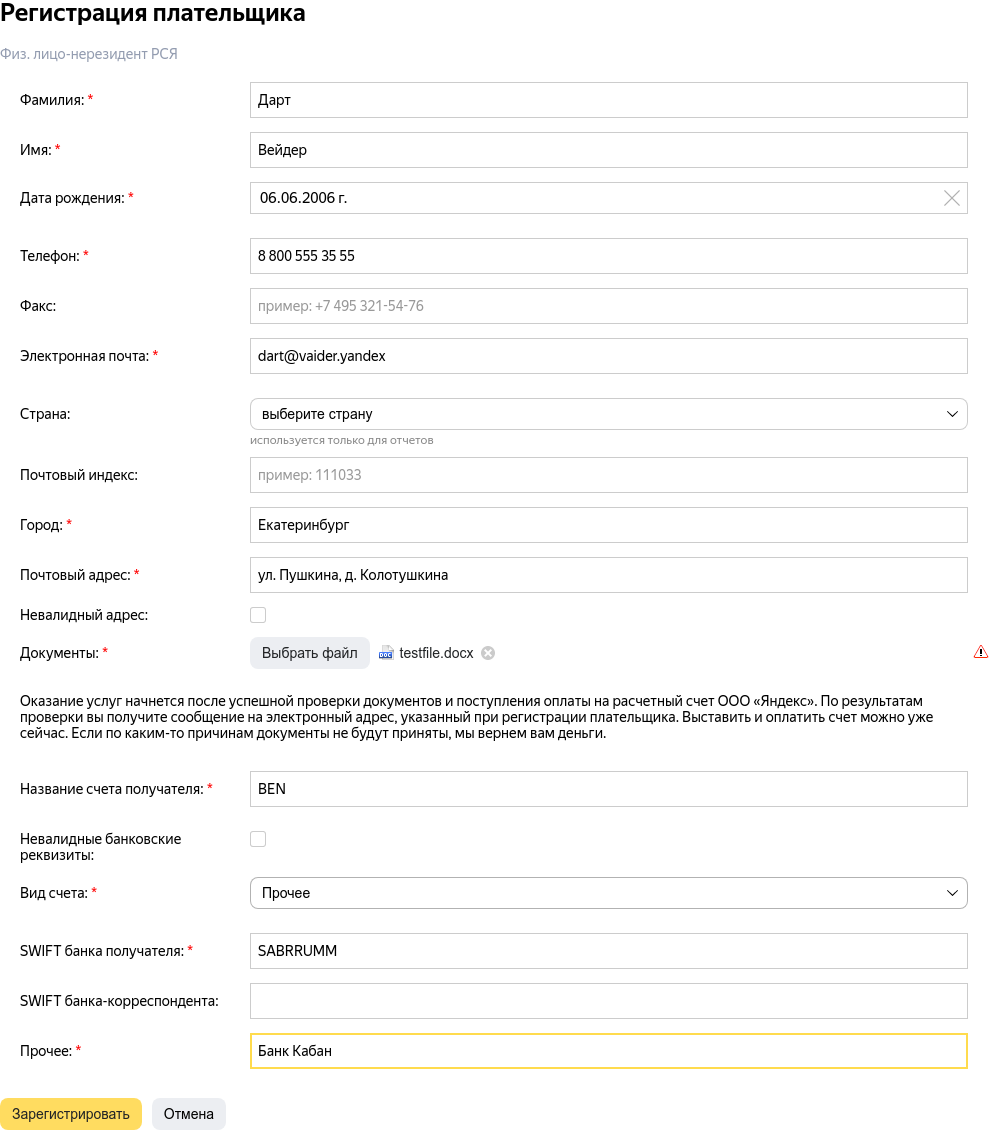 Регистрация плательщика
Физ. лицо-нерезидент РСЯ
Фамилия: * Дарт
Имя: * Вейдер
Дата рождения: * 06.06.2006 г.
Телефон: * 8 800 555 35 55
Факс: пример: +7 495 321-54-76
Электронная почта: * dart@vaider.yandex
Страна: выберите страну
используется только для отчетов
Почтовый индекс: пример: 111033
Город: * Екатеринбург
Почтовый адрес: * ул. Пушкина, д. Колотушкина
Невалидный адрес:
Документы: * Выбрать файл DOC testfile.docx
Оказание услуг начнется после успешной проверки документов и поступления оплаты на расчетный счет ООО «Яндекс». По результатам
проверки вы получите сообщение на электронный адрес, указанный при регистрации плательщика. Выставить и оплатить счет можно уже
сейчас. Если по каким-то причинам документы не будут приняты, мы вернем вам деньги.
Название счета получателя: * BEN
Невалидные банковские
реквизиты:
Вид счета: * Прочее
SWIFT банка получателя: * SABRRUMM
SWIFT банка-корреспондента:
Прочее: * Банк Кабан
Зарегистрировать Отмена